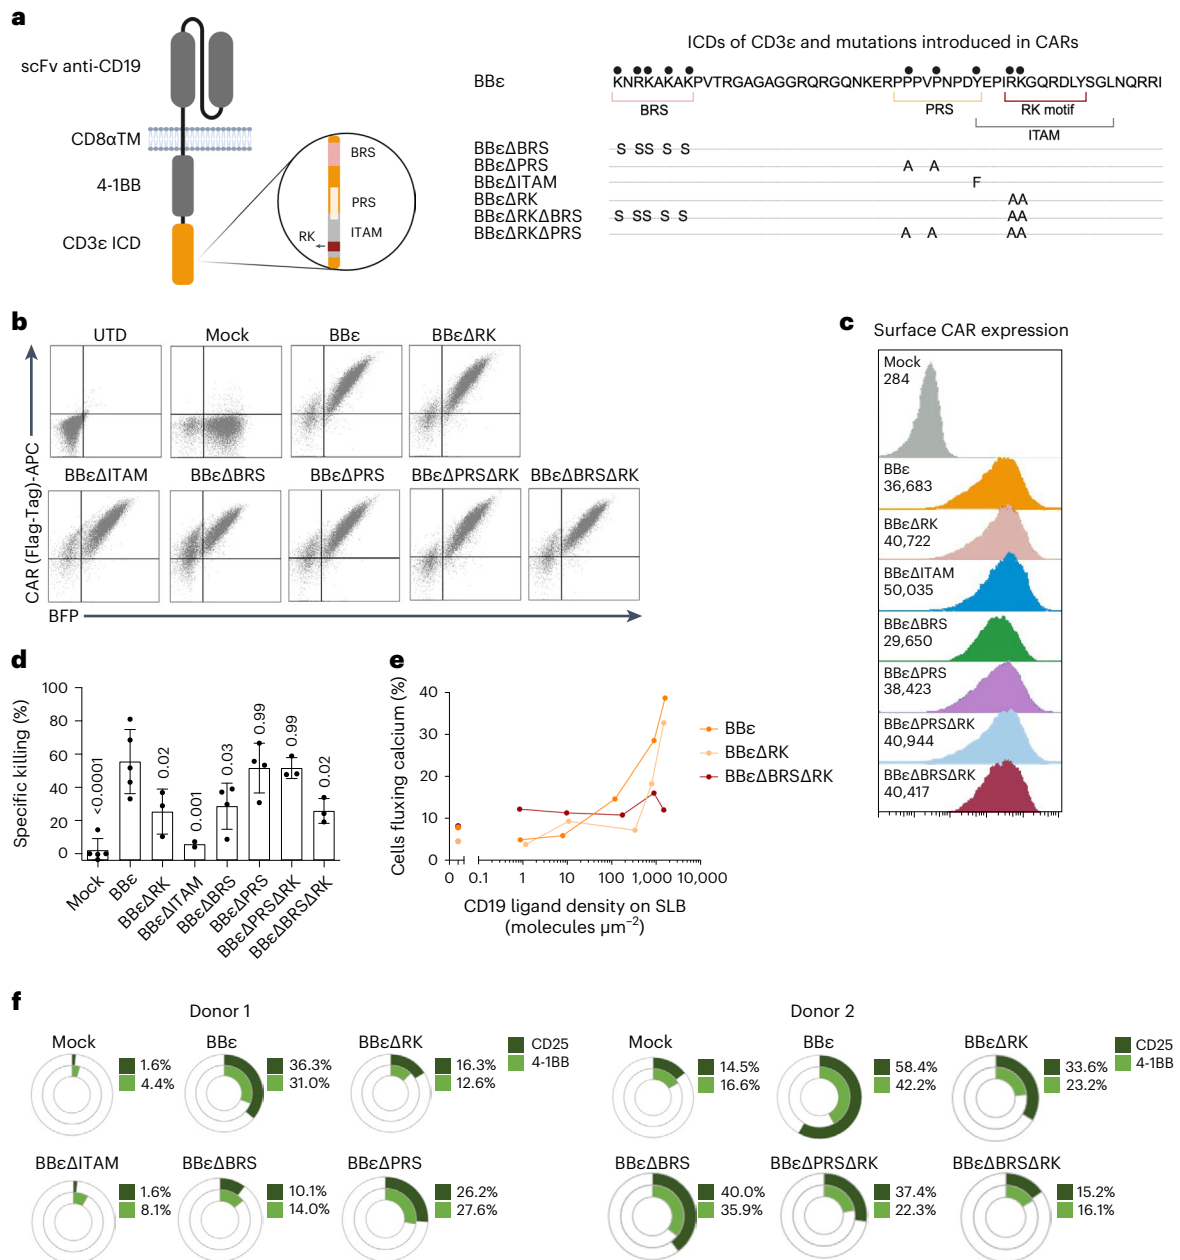 a
scFv anti-CD19
CD8αTM
4-1BB
CD3ε ICD
BRS
PRS
ITAM
RK
ICDs of CD3ε and mutations introduced in CARs
BBε KNRKAKAKPVTRGAGAGGRQRGQNKERPPPVPNPDYEPIRKGQRDLYSGLNQRRI
BRS PRS RK motif
ITAM
BBεΔBRS S SS S S
BBεΔPRS A A
BBεΔITAM F
BBεΔRK AA
BBεΔRKΔBRS S SS S S AA
BBεΔRKΔPRS A A AA
b
UTD Mock BBε BBεΔRK
BBεΔITAM BBεΔBRS BBεΔPRS BBεΔPRSΔRK BBεΔBRSΔRK
CAR (Flag-Tag)-APC
BFP
c
Surface CAR expression
Mock
284
BBε
36,683
BBεΔRK
40,722
BBεΔITAM
50,035
BBεΔBRS
29,650
BBεΔPRS
38,423
BBεΔPRSΔRK
40,944
BBεΔBRSΔRK
40,417
d
Specific killing (%)
100
80
60
40
20
0
<0.0001 0.02 0.001 0.03 0.99 0.99 0.02
Mock BBε BBεΔRK BBεΔITAM BBεΔBRS BBεΔPRS BBεΔPRSΔRK BBεΔBRSΔRK
e
Cells fluxing calcium (%)
40
30
20
10
0
0 0.1 1 10 100 1,000 10,000
CD19 ligand density on SLB
(molecules µm−2)
BBε
BBεΔRK
BBεΔBRSΔRK
f
Donor 1
Mock
1.6%
4.4%
BBε
36.3%
31.0%
BBεΔRK
16.3%
12.6%
CD25
4-1BB
BBεΔITAM
1.6%
8.1%
BBεΔBRS
10.1%
14.0%
BBεΔPRS
26.2%
27.6%
Donor 2
Mock
14.5%
16.6%
BBε
58.4%
42.2%
BBεΔRK
33.6%
23.2%
CD25
4-1BB
BBεΔBRS
40.0%
35.9%
BBεΔPRSΔRK
37.4%
22.3%
BBεΔBRSΔRK
15.2%
16.1%